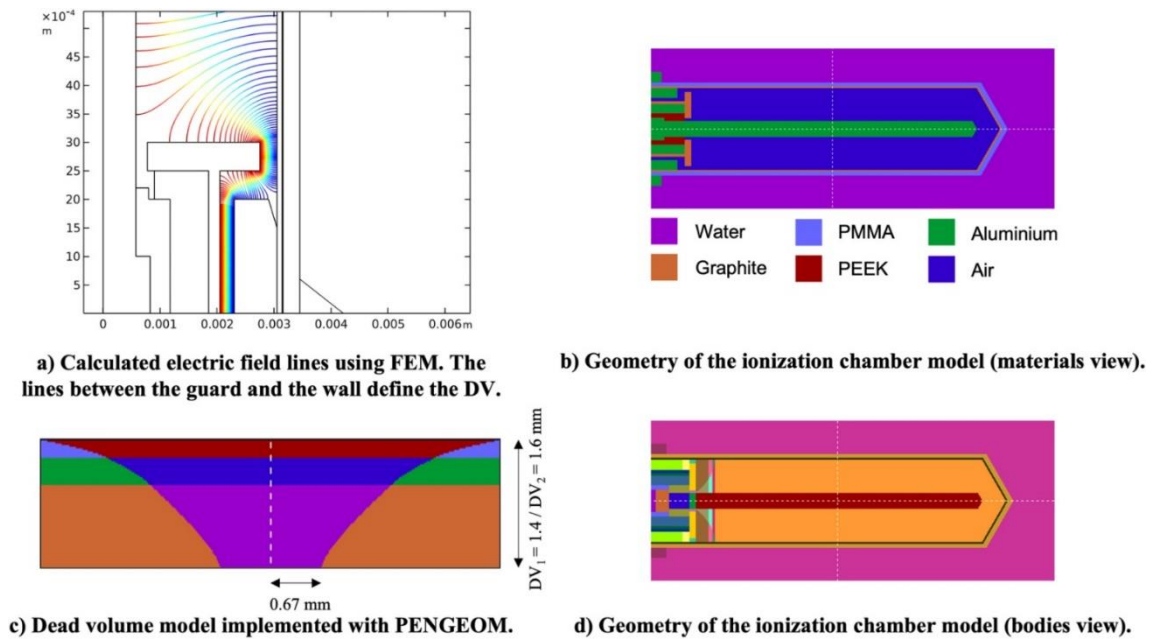 ×10⁻⁴
m
45
40
35
30
25
20
15
10
5
0 0.001 0.002 0.003 0.004 0.005 0.006m
a) Calculated electric field lines using FEM. The
lines between the guard and the wall define the DV.
Water PMMA Aluminium
Graphite PEEK Air
b) Geometry of the ionization chamber model (materials view).
DV₁ = 1.4 / DV₂ = 1.6 mm
0.67 mm
c) Dead volume model implemented with PENGEOM.
d) Geometry of the ionization chamber model (bodies view).